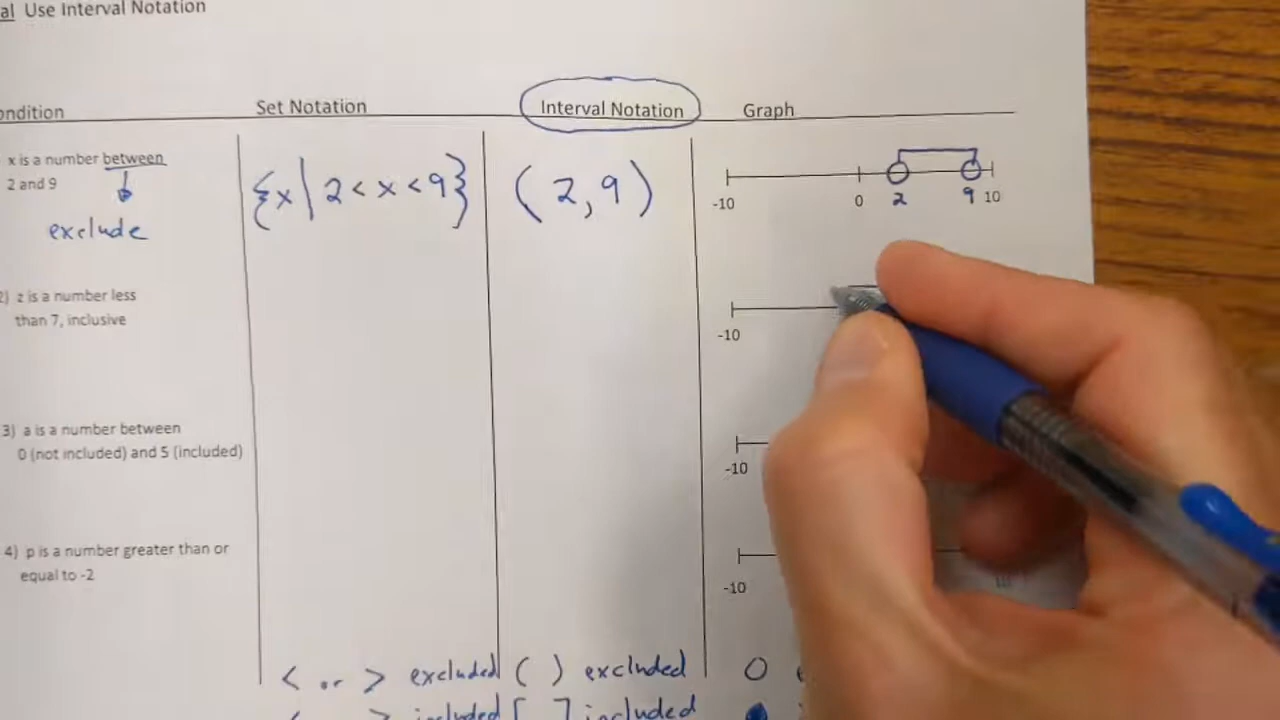 al Use Interval Notation
ondition Set Notation Interval Notation Graph
x is a number between
2 and 9
exclude
{x| 2 < x < 9}
(2, 9)
-10 0 2 9 10
2) z is a number less
than 7, inclusive
-10
3) a is a number between
0 (not included) and 5 (included)
-10
4) p is a number greater than or
equal to -2
-10
< or > excluded ( ) excluded
included [ ] included